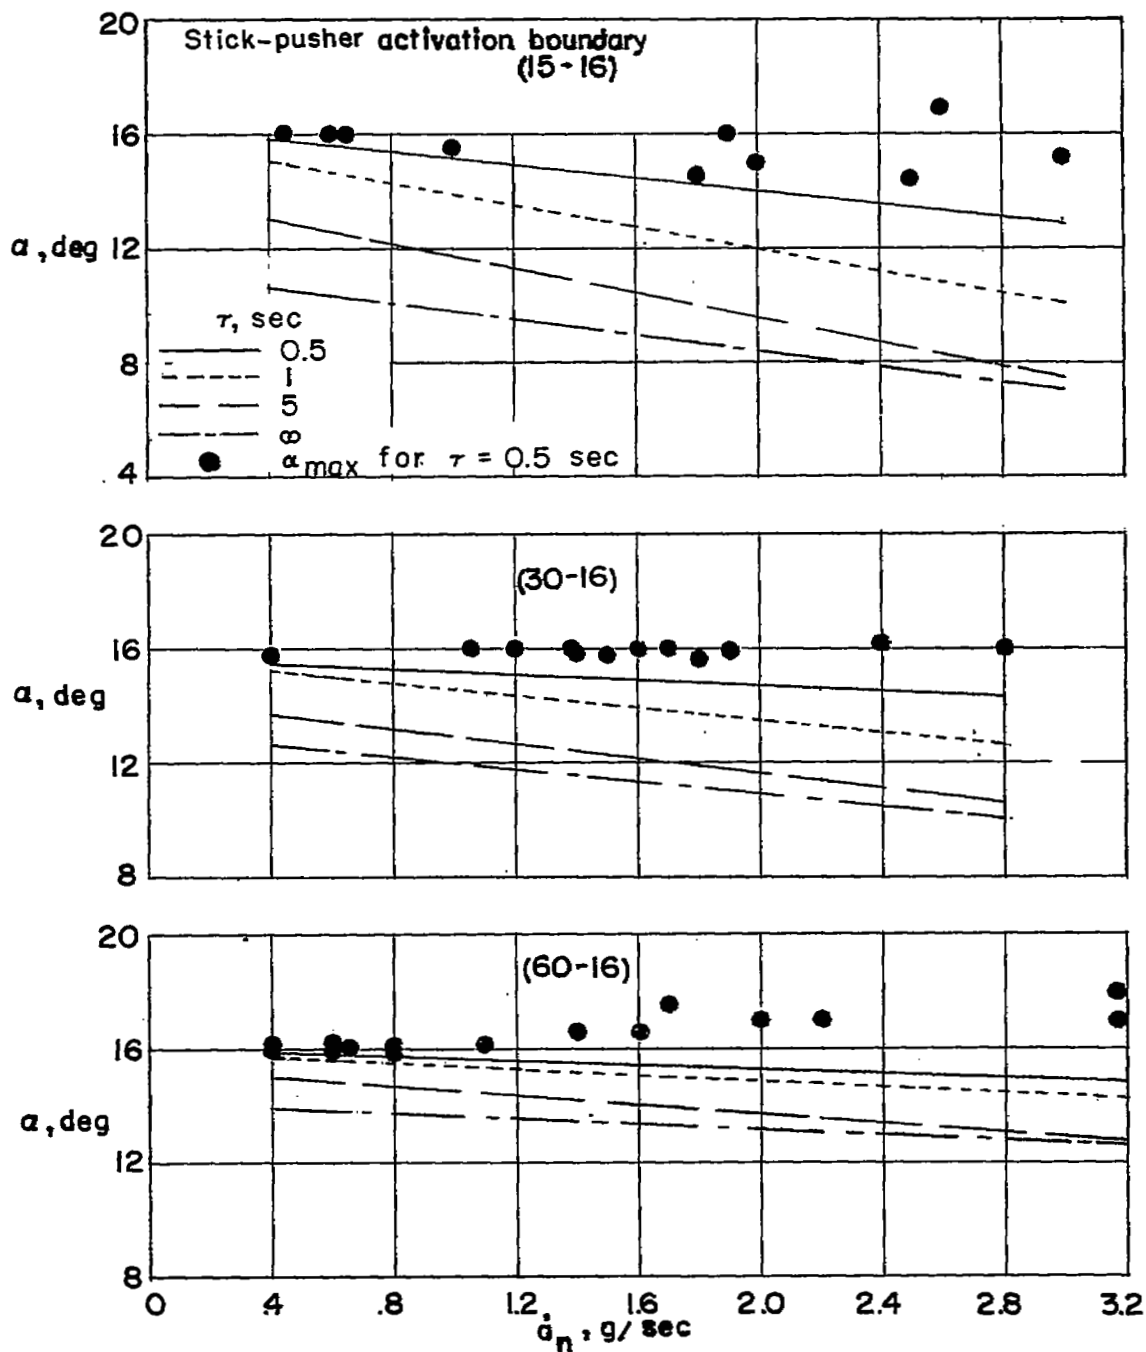 20
Stick-pusher activation boundary
(15-16)
16
α, deg
12
τ, sec
0.5
8
1
5
∞
αmax for τ = 0.5 sec
4
20
(30-16)
16
α, deg
12
8
20
(60-16)
16
α, deg
12
8
0 .4 .8 1.2 1.6 2.0 2.4 2.8 3.2
ȧn, g/sec